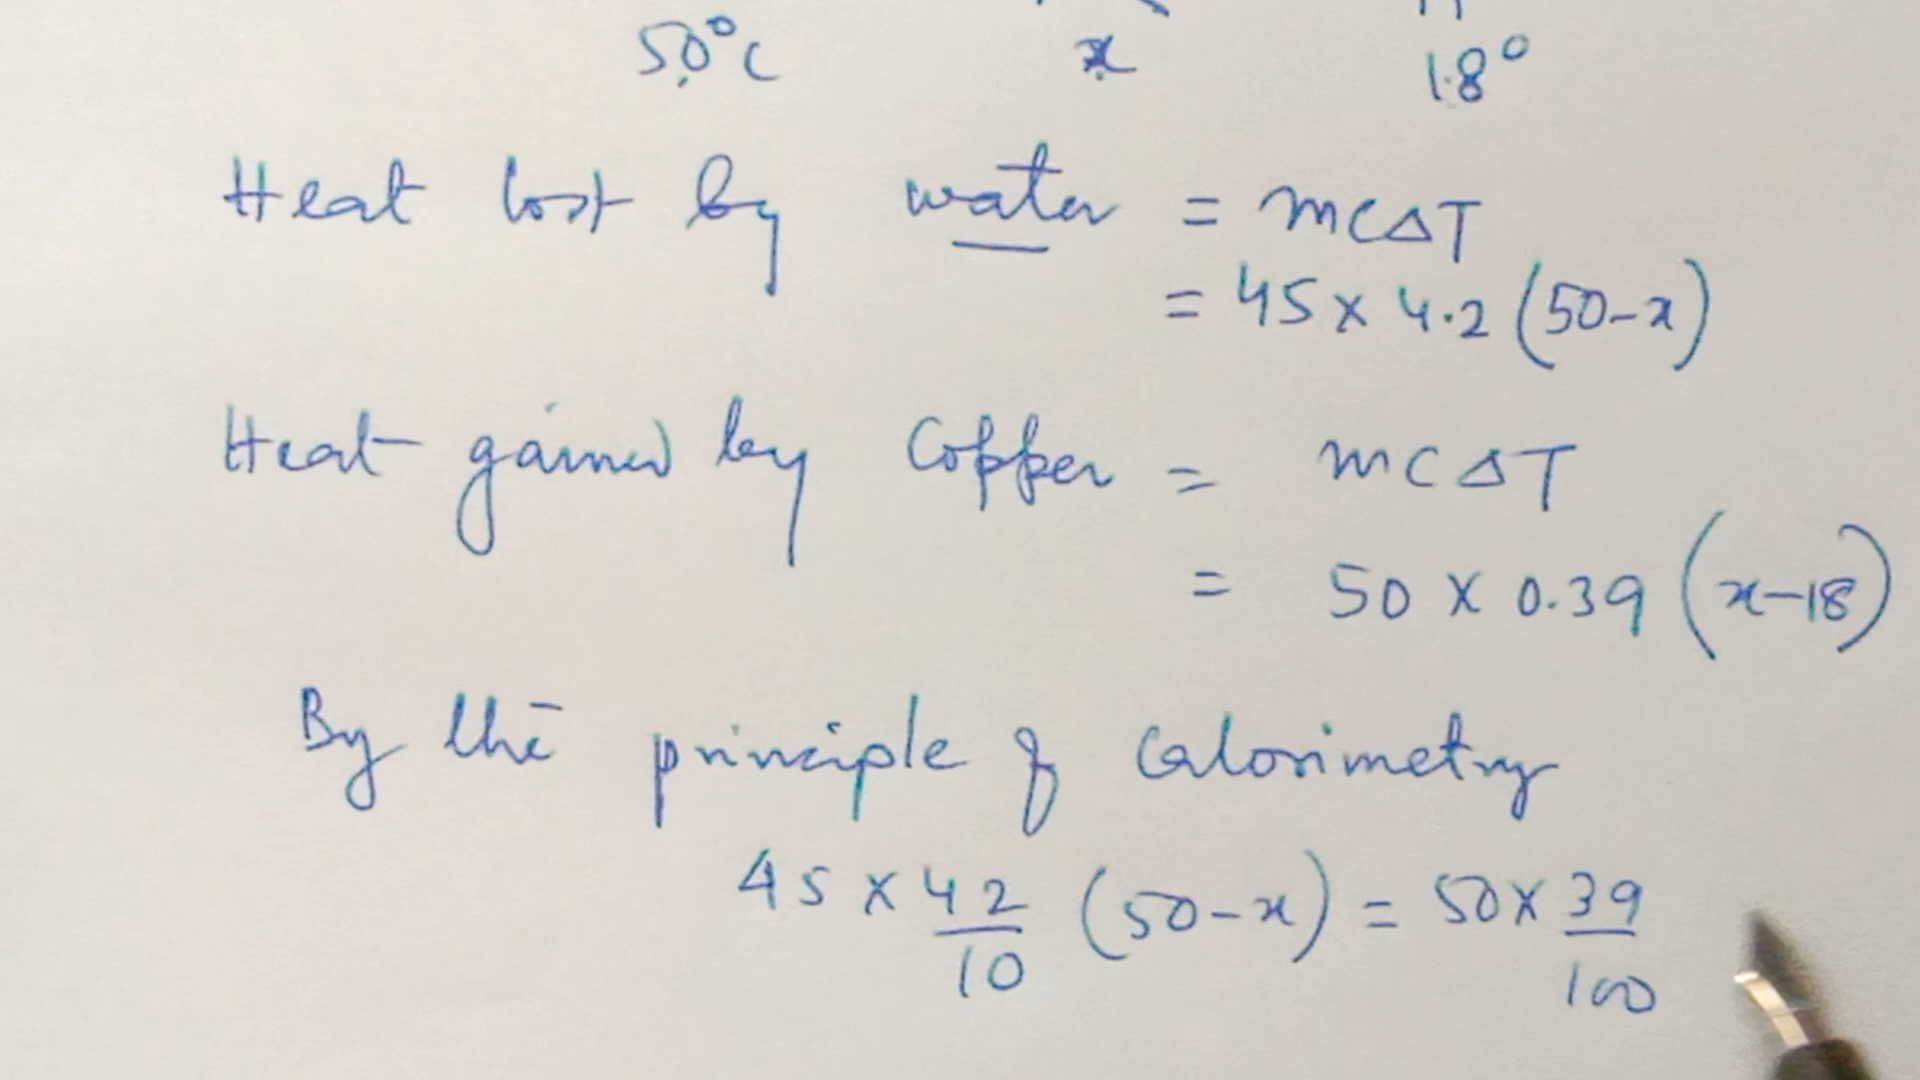 50°C x 18°
Heat lost by water = mcΔT
= 45 x 4.2 (50-x)
Heat gained by Copper = mcΔT
= 50 x 0.39 (x-18)
By the principle of Calorimetry
45 x 42/10 (50-x) = 50 x 39/100